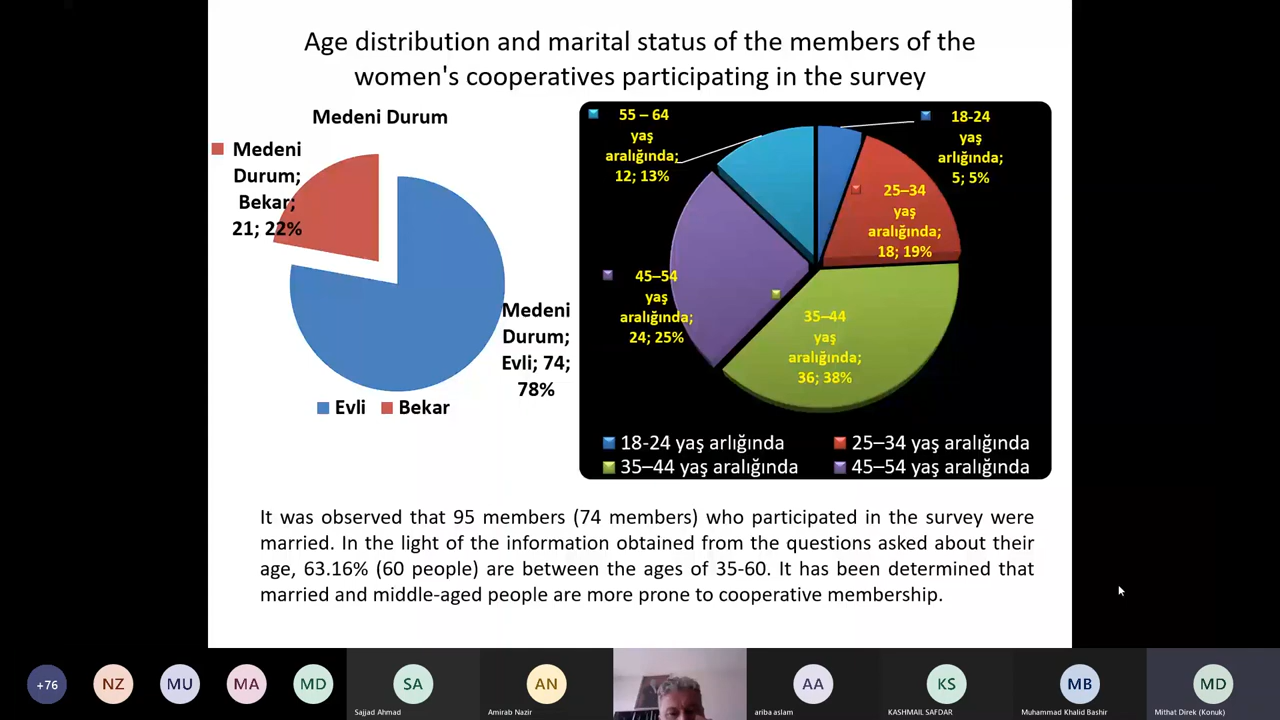 Age distribution and marital status of the members of the
women's cooperatives participating in the survey
Medeni Durum
Medeni
Durum;
Bekar;
21; 22%
Medeni
Durum;
Evli; 74;
78%
Evli Bekar
55 – 64
yaş
aralığında;
12; 13%
18-24
yaş
arlığında;
5; 5%
25–34
yaş
aralığında;
18; 19%
45–54
yaş
aralığında;
24; 25%
35–44
yaş
aralığında;
36; 38%
18-24 yaş arlığında 25–34 yaş aralığında
35–44 yaş aralığında 45–54 yaş aralığında
It was observed that 95 members (74 members) who participated in the survey were
married. In the light of the information obtained from the questions asked about their
age, 63.16% (60 people) are between the ages of 35-60. It has been determined that
married and middle-aged people are more prone to cooperative membership.
+76 NZ MU MA MD SA AN AA KS MB MD
Sajjad Ahmad Amirab Nazir ariba aslam KASHMAIL SAFDAR Muhammad Khalid Bashir Mithat Direk (Konuk)